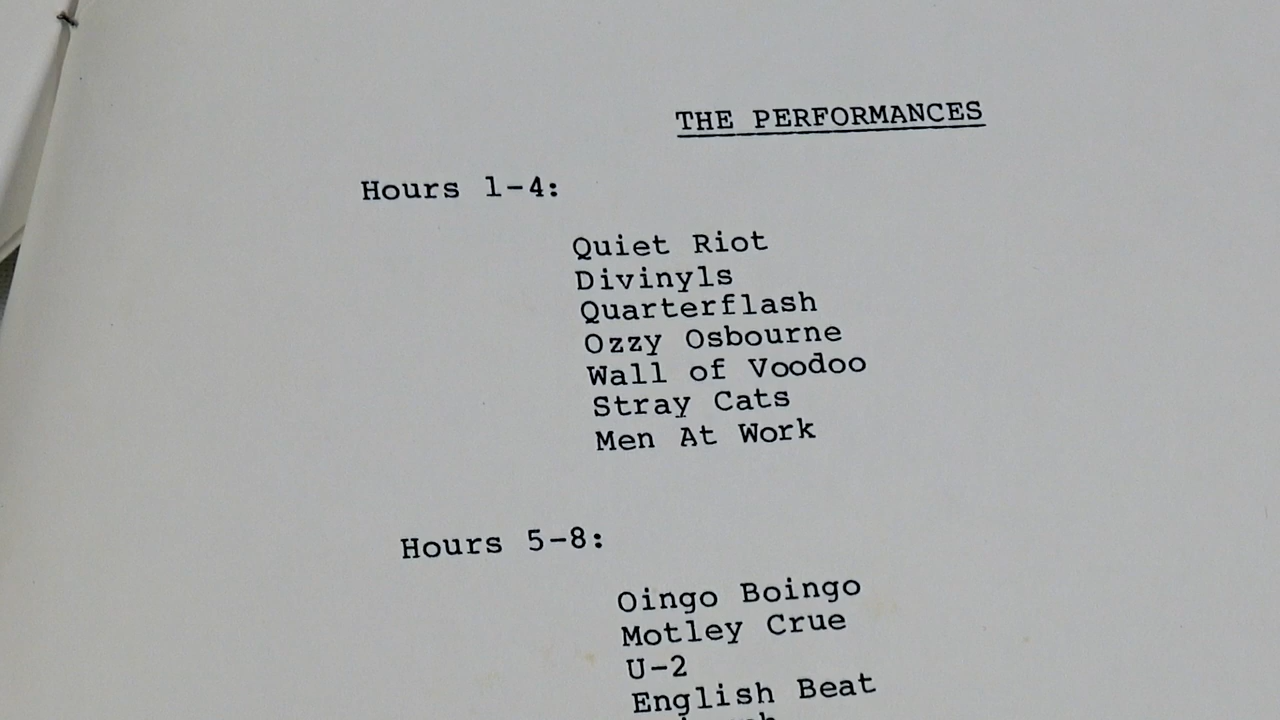 THE PERFORMANCES
Hours 1-4:
Quiet Riot
Divinyls
Quarterflash
Ozzy Osbourne
Wall of Voodoo
Stray Cats
Men At Work
Hours 5-8:
Oingo Boingo
Motley Crue
U-2
English Beat